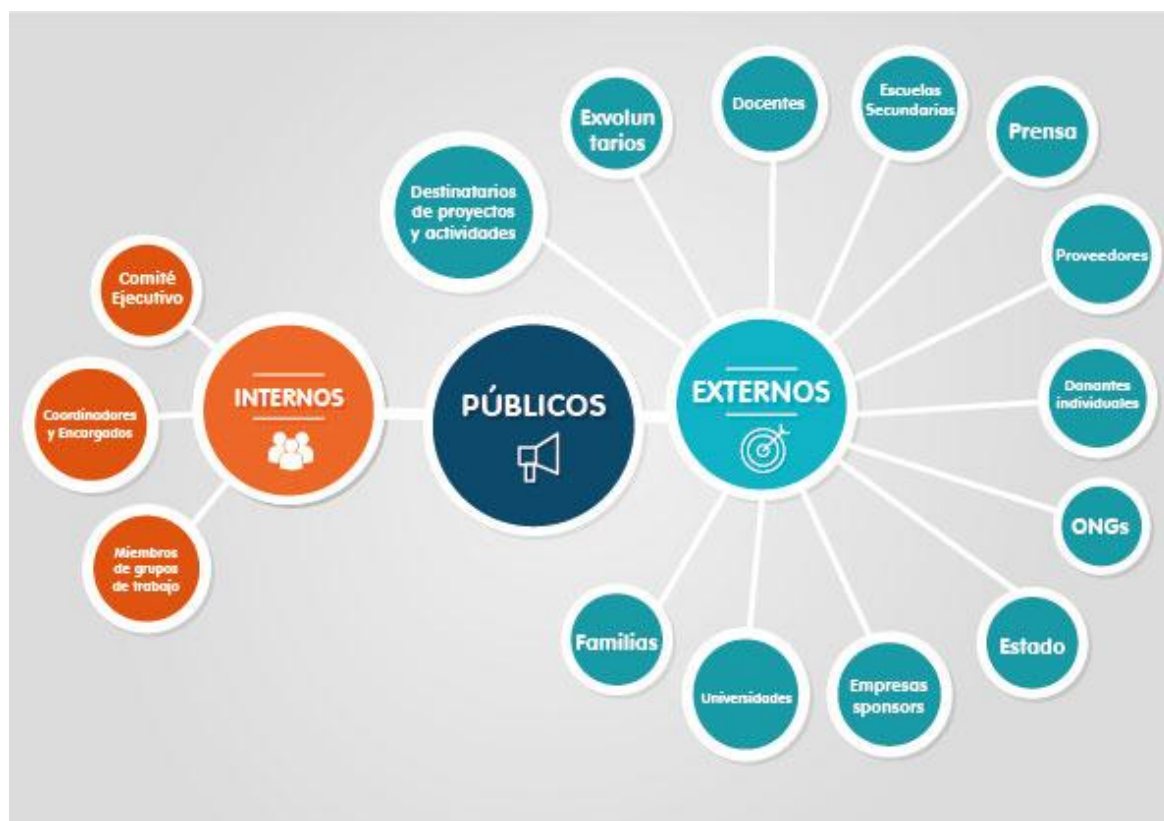 Comité
Ejecutivo
Coordinadores
y Encargados
Miembros
de grupos
de trabajo
INTERNOS
PÚBLICOS
EXTERNOS
Destinatarios
de proyectos
y actividades
Exvolun
tarios
Docentes
Escuelas
Secundarias
Prensa
Proveedores
Donantes
individuales
ONGs
Estado
Empresas
sponsors
Universidades
Familias